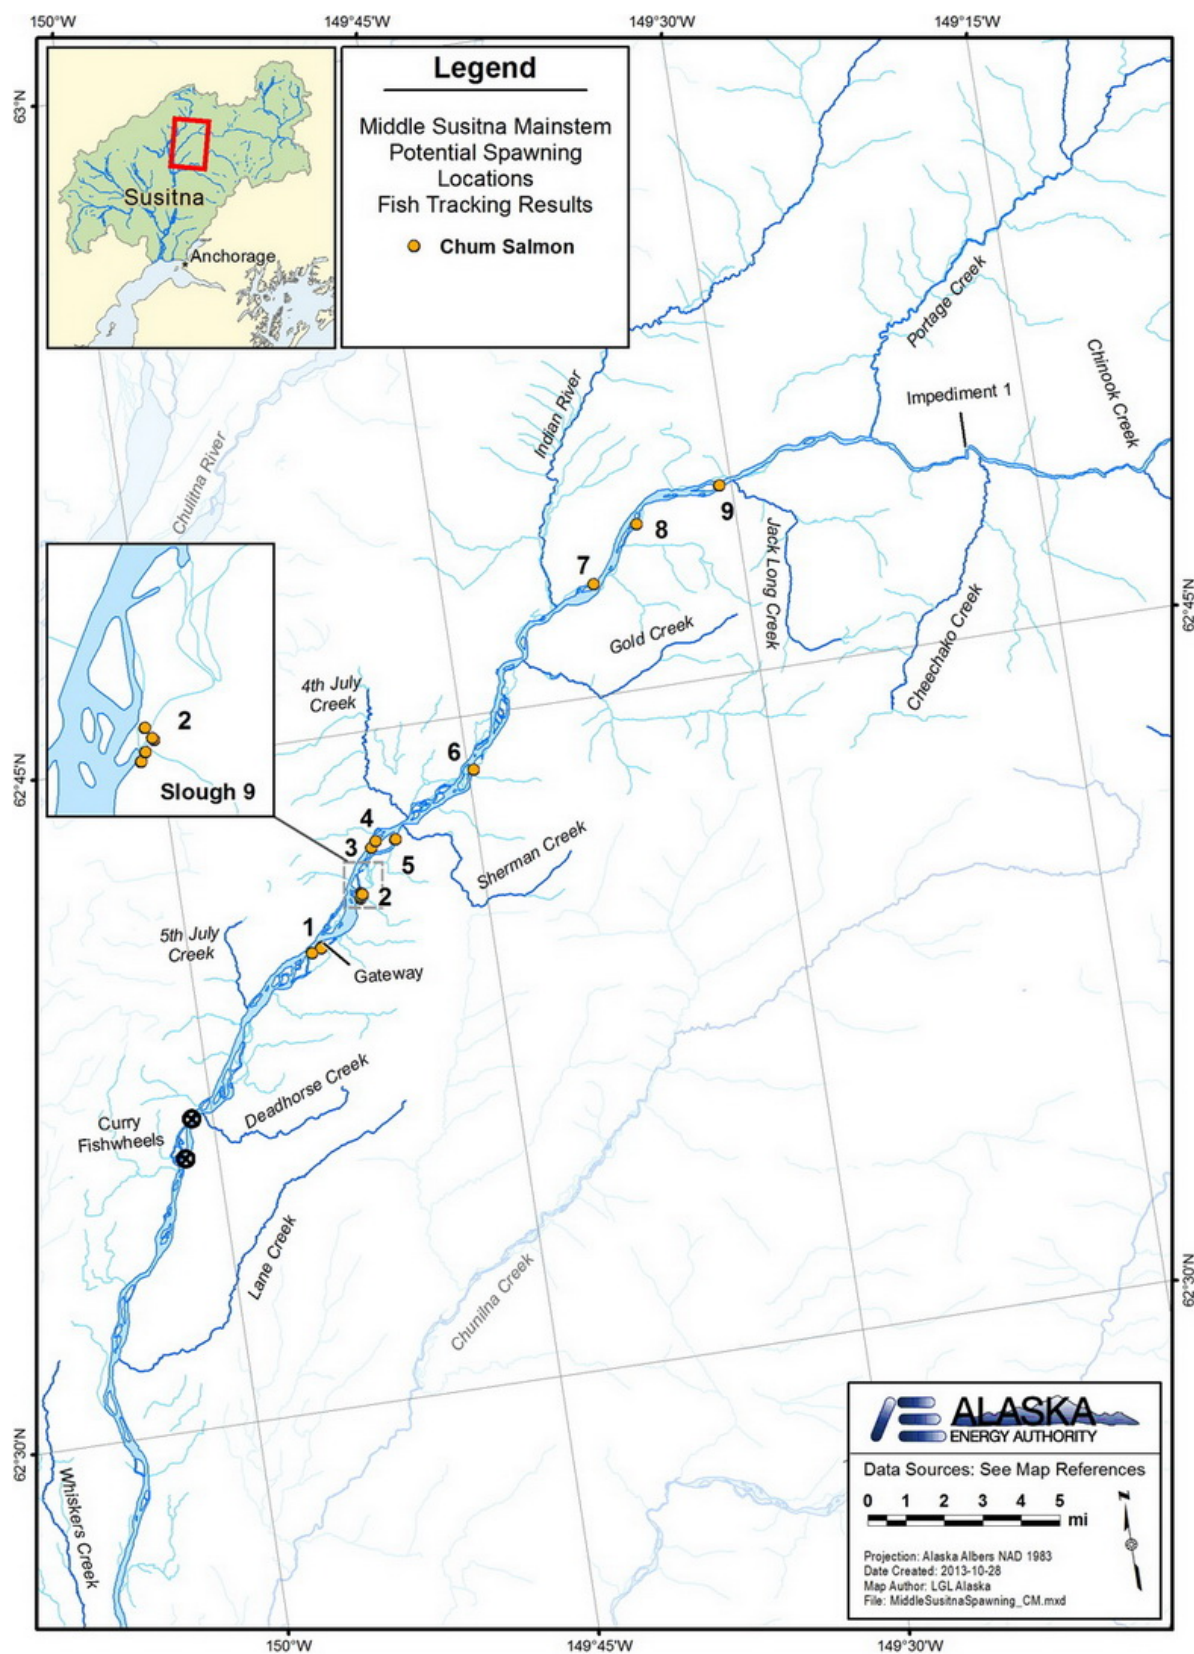 150°W
149°45'W
149°30'W
149°15'W
63°N
Susitna
Anchorage
Legend
Middle Susitna Mainstem
Potential Spawning
Locations
Fish Tracking Results
Chum Salmon
Portage Creek
Chinook Creek
Impediment 1
Indian River
Chulitna River
9
8
7
Jack Long Creek
62°45'N
Gold Creek
Cheechako Creek
4th July
Creek
2
Slough 9
6
62°45'N
4
3
5
Sherman Creek
2
1
5th July
Creek
Gateway
Deadhorse Creek
Curry
Fishwheels
Lane Creek
Chunilna Creek
62°30'N
62°30'N
Whiskers Creek
ALASKA
ENERGY AUTHORITY
Data Sources: See Map References
0 1 2 3 4 5
mi
N
Projection: Alaska Albers NAD 1983
Date Created: 2013-10-28
Map Author: LGL Alaska
File: MiddleSusitnaSpawning_CM.mxd
150°W
149°45'W
149°30'W